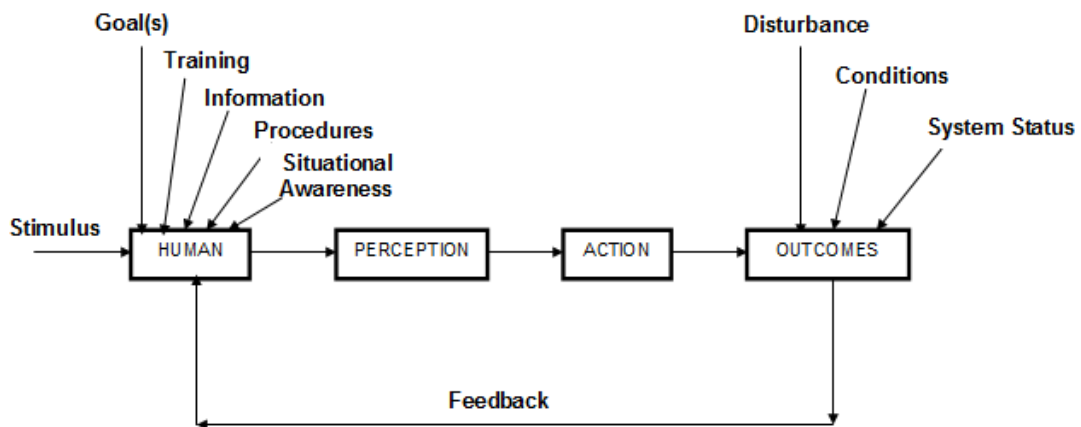 Goal(s)
Disturbance
Training
Conditions
Information
Procedures
System Status
Situational
Awareness
Stimulus
HUMAN
PERCEPTION
ACTION
OUTCOMES
Feedback